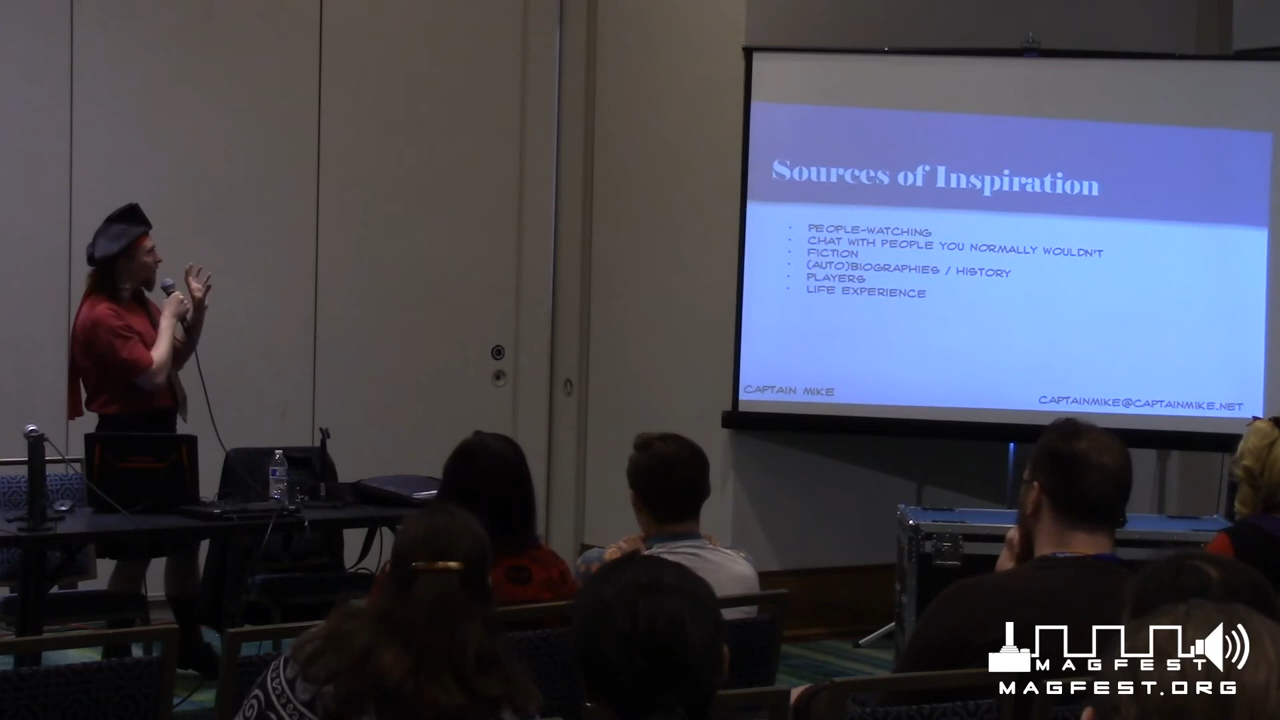 Sources of Inspiration
PEOPLE-WATCHING
CHAT WITH PEOPLE YOU NORMALLY WOULDN'T
FICTION
(AUTO)BIOGRAPHIES / HISTORY
PLAYERS
LIFE EXPERIENCE
CAPTAIN MIKE
CAPTAINMIKE@CAPTAINMIKE.NET
MAGFEST
MAGFEST.ORG